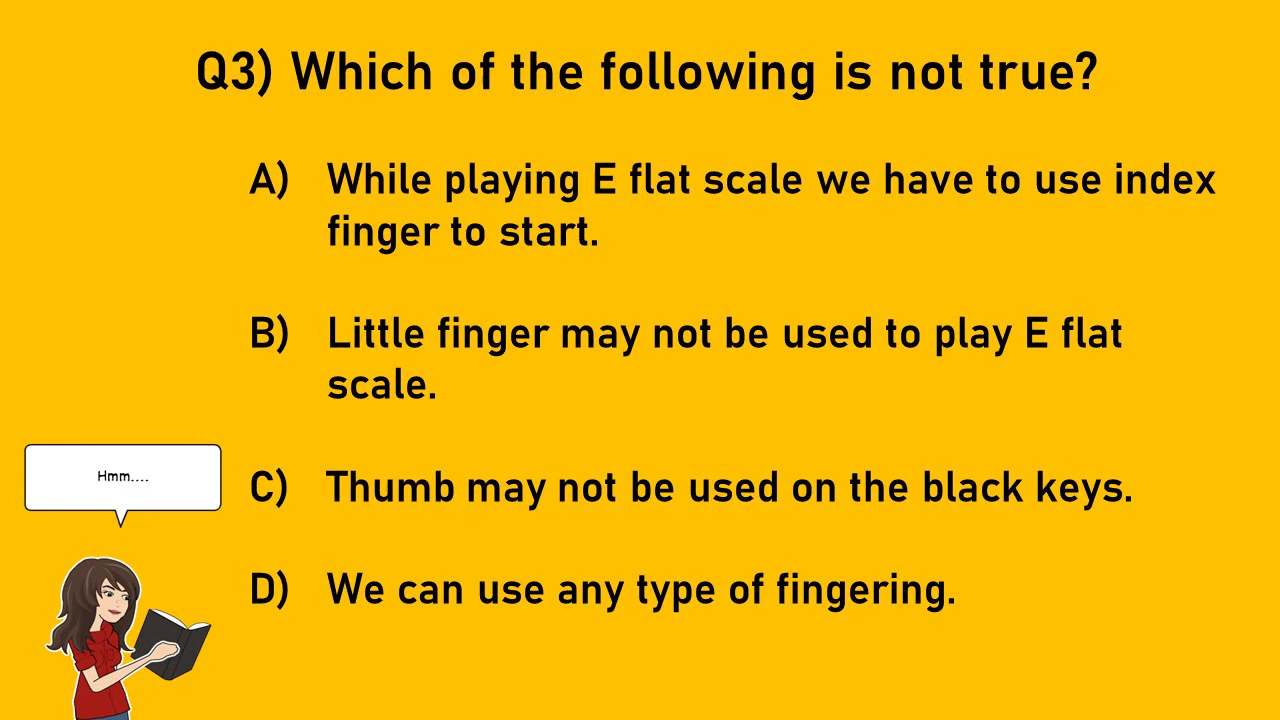 Q3) Which of the following is not true?
A) While playing E flat scale we have to use index
finger to start.
B) Little finger may not be used to play E flat
scale.
Hmm....
C) Thumb may not be used on the black keys.
D) We can use any type of fingering.